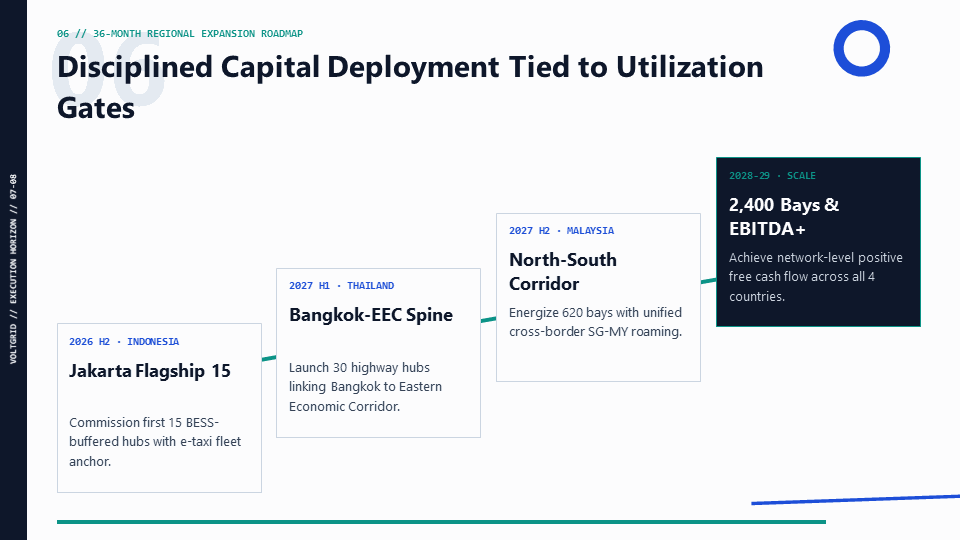 06 // 36-MONTH REGIONAL EXPANSION ROADMAP
06
Disciplined Capital Deployment Tied to Utilization
Gates
VOLTGRID // EXECUTION HORIZON // 07-08
2026 H2 · INDONESIA
Jakarta Flagship 15
Commission first 15 BESS-
buffered hubs with e-taxi fleet
anchor.
2027 H1 · THAILAND
Bangkok-EEC Spine
Launch 30 highway hubs
linking Bangkok to Eastern
Economic Corridor.
2027 H2 · MALAYSIA
North-South
Corridor
Energize 620 bays with unified
cross-border SG-MY roaming.
2028-29 · SCALE
2,400 Bays &
EBITDA+
Achieve network-level positive
free cash flow across all 4
countries.